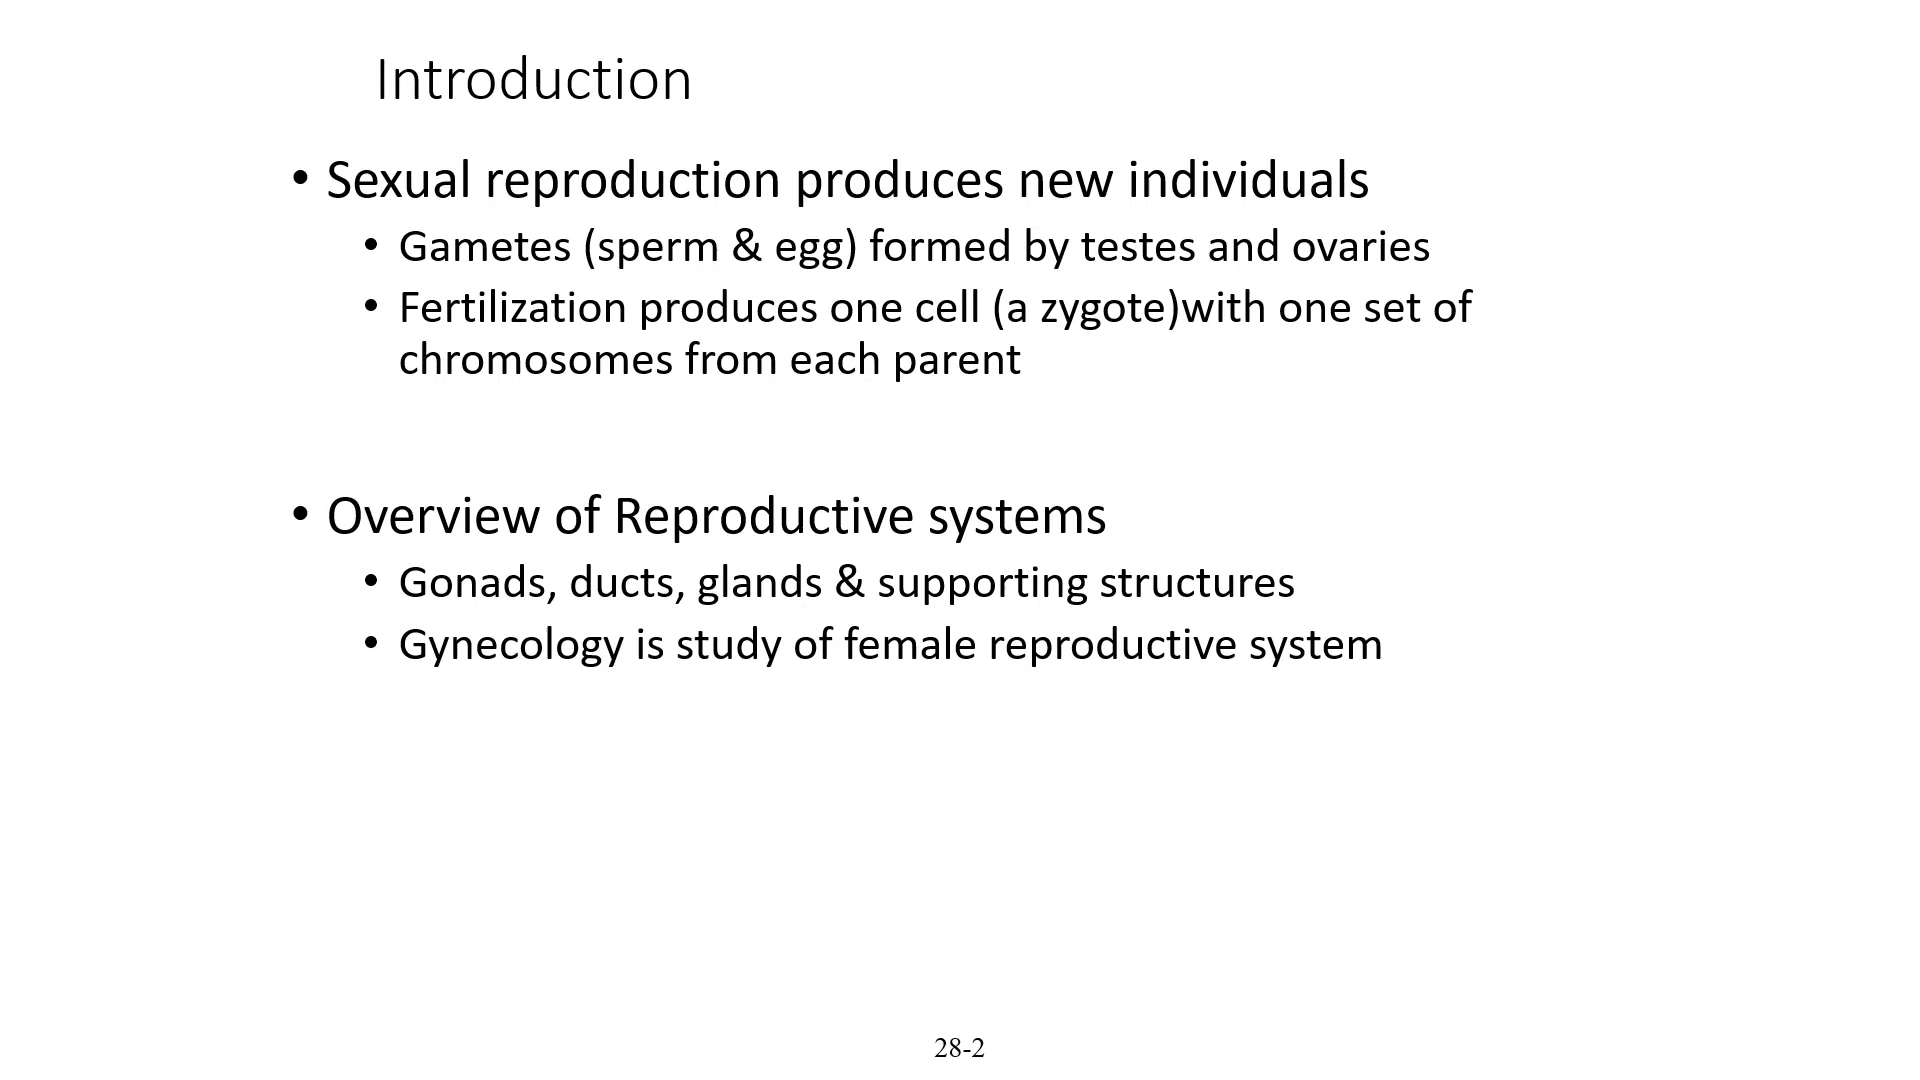 Introduction
• Sexual reproduction produces new individuals
• Gametes (sperm & egg) formed by testes and ovaries
• Fertilization produces one cell (a zygote)with one set of
chromosomes from each parent
• Overview of Reproductive systems
• Gonads, ducts, glands & supporting structures
• Gynecology is study of female reproductive system
28-2